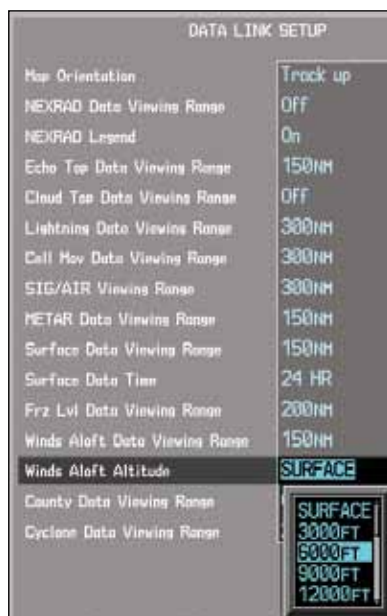 DATA LINK SETUP
Map Orientation Track up
NEXRAD Data Viewing Range Off
NEXRAD Legend On
Echo Top Data Viewing Range 150NM
Cloud Top Data Viewing Range Off
Lightning Data Viewing Range 300NM
Cell Mov Data Viewing Range 300NM
SIG/AIR Viewing Range 300NM
METAR Data Viewing Range 150NM
Surface Data Viewing Range 150NM
Surface Data Time 24 HR
Frz Lvl Data Viewing Range 200NM
Winds Aloft Data Viewing Range 150NM
Winds Aloft Altitude SURFACE
County Data Viewing Range
Cyclone Data Viewing Range
SURFACE
3000FT
6000FT
9000FT
12000FT